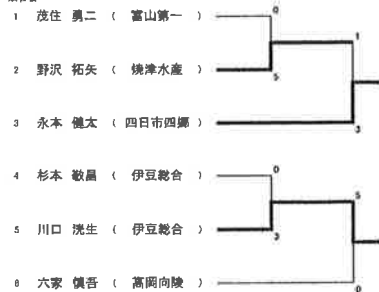 1 茂住 勇二 ( 富山第一 )
0
1
2 野沢 拓矢 ( 焼津水産 )
5
3 永本 健太 ( 四日市四郷 )
3
4 杉本 敬昌 ( 伊豆総合 )
0
5
5 川口 滉生 ( 伊豆総合 )
3
6 六家 慎吾 ( 高岡向陵 )
0